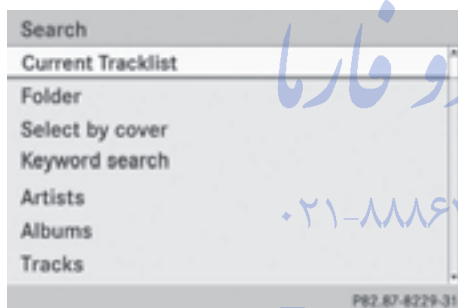 Search
Current Tracklist
Folder
Select by cover
Keyword search
Artists
Albums
Tracks
P82.87-8229-31